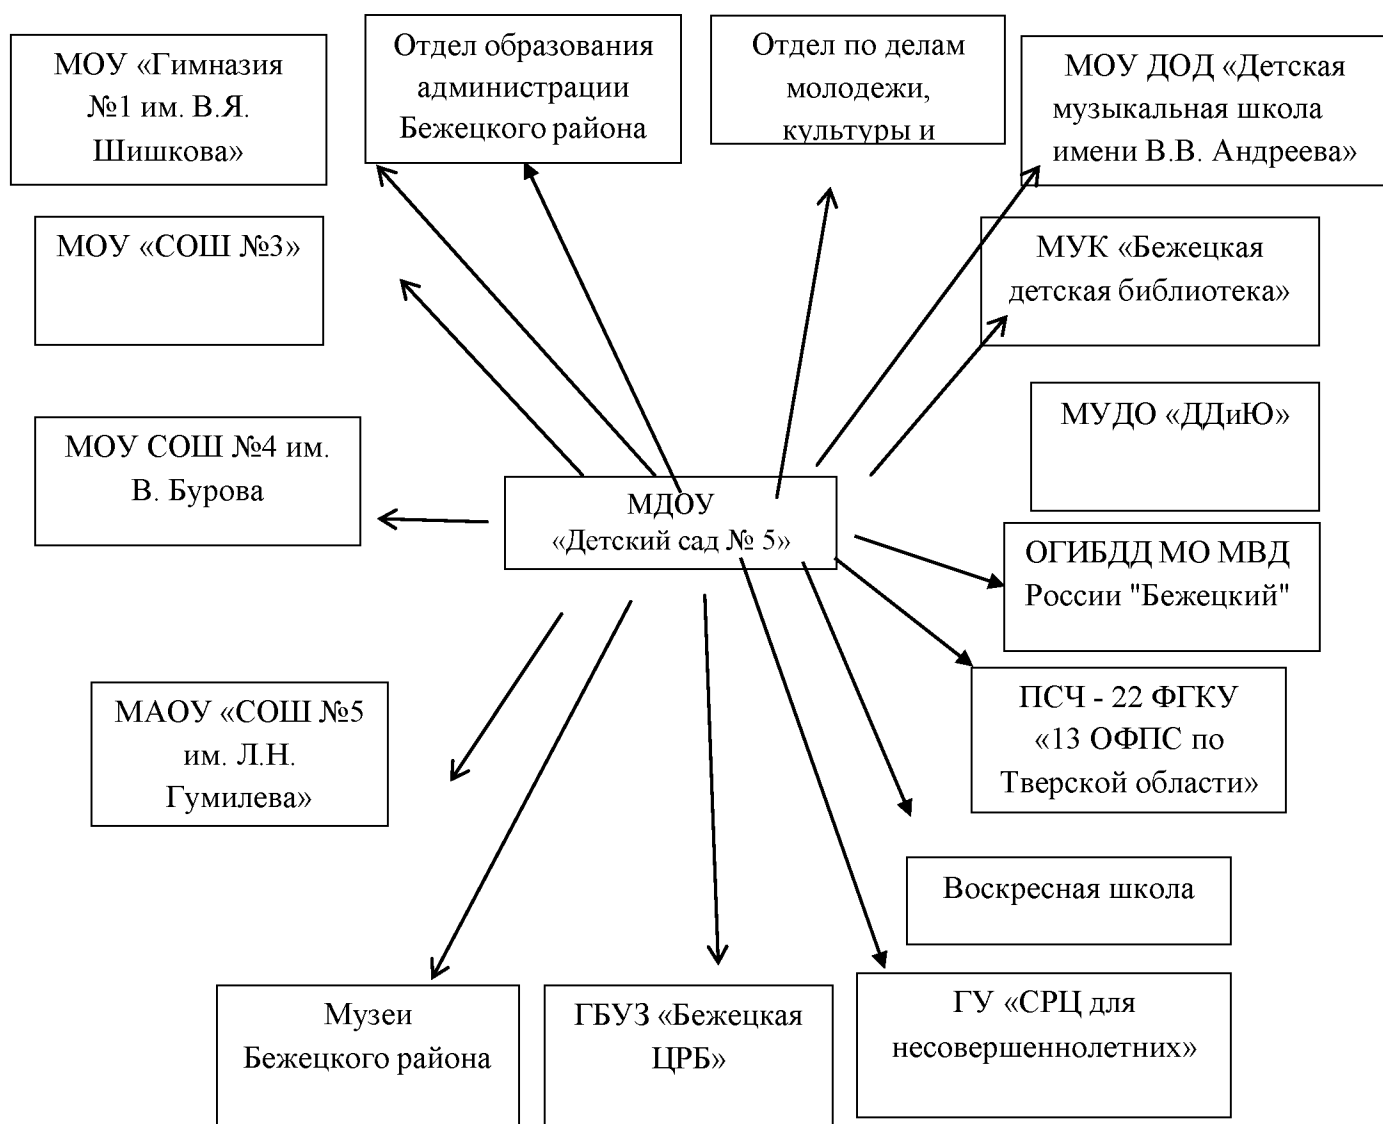 МОУ «Гимназия
№1 им. В.Я.
Шишкова»
Отдел образования
администрации
Бежецкого района
Отдел по делам
молодежи,
культуры и
МОУ ДОД «Детская
музыкальная школа
имени В.В. Андреева»
МОУ «СОШ №3»
МУК «Бежецкая
детская библиотека»
МУДО «ДДиЮ»
МОУ СОШ №4 им.
В. Бурова
МДОУ
«Детский сад № 5»
ОГИБДД МО МВД
России "Бежецкий"
МАОУ «СОШ №5
им. Л.Н.
Гумилева»
ПСЧ - 22 ФГКУ
«13 ОФПС по
Тверской области»
Воскресная школа
Музеи
Бежецкого района
ГБУЗ «Бежецкая
ЦРБ»
ГУ «СРЦ для
несовершеннолетних»